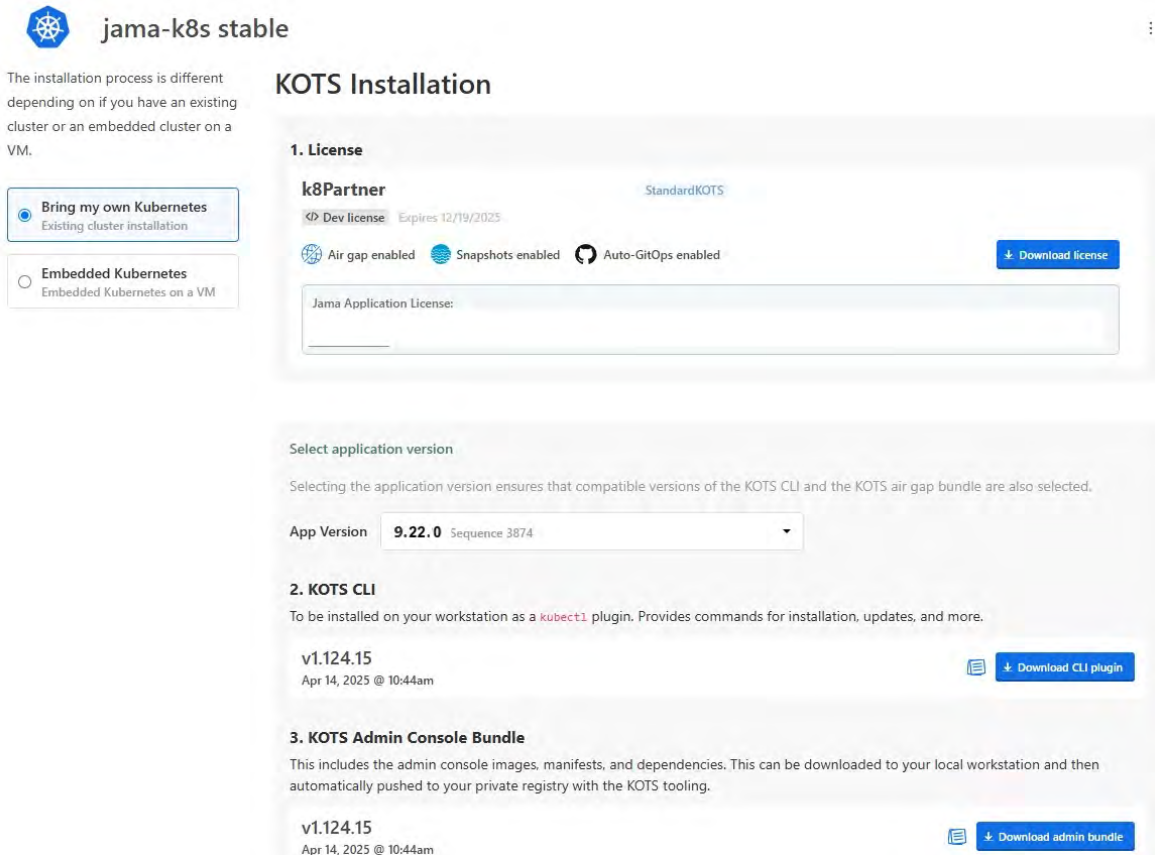 jama-k8s stable
The installation process is different
depending on if you have an existing
cluster or an embedded cluster on a
VM.
Bring my own Kubernetes
Existing cluster installation
Embedded Kubernetes
Embedded Kubernetes on a VM
KOTS Installation
1. License
k8Partner
StandardKOTS
</> Dev license Expires 12/19/2025
Air gap enabled Snapshots enabled Auto-GitOps enabled
Download license
Jama Application License:
Select application version
Selecting the application version ensures that compatible versions of the KOTS CLI and the KOTS air gap bundle are also selected.
App Version 9.22.0 Sequence 3874
2. KOTS CLI
To be installed on your workstation as a kubectl plugin. Provides commands for installation, updates, and more.
v1.124.15
Apr 14, 2025 @ 10:44am
Download CLI plugin
3. KOTS Admin Console Bundle
This includes the admin console images, manifests, and dependencies. This can be downloaded to your local workstation and then
automatically pushed to your private registry with the KOTS tooling.
v1.124.15
Apr 14, 2025 @ 10:44am
Download admin bundle